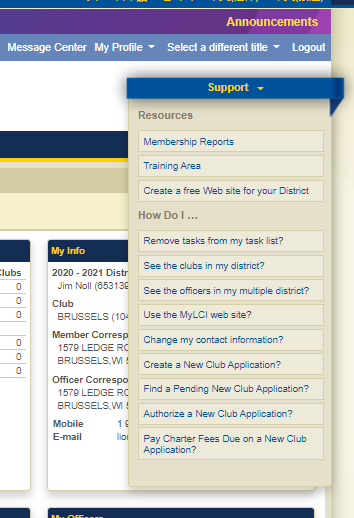 Announcements
Message Center My Profile Select a different title Logout
Support
Resources
Membership Reports
Training Area
Create a free Web site for your District
How Do I ...
Remove tasks from my task list?
See the clubs in my district?
See the officers in my multiple district?
Use the MyLCI web site?
Change my contact information?
Create a New Club Application?
Find a Pending New Club Application?
Authorize a New Club Application?
Pay Charter Fees Due on a New Club
Application?
Clubs
0
0
0
0
0
0
My Info
2020 - 2021 Distr
Jim Noll (653139
Club
BRUSSELS (104
Member Corresp
1579 LEDGE RO
BRUSSELS,WI 5
Officer Correspo
1579 LEDGE RO
BRUSSELS,WI 5
Mobile 1 9
E-mail lio
My Officers